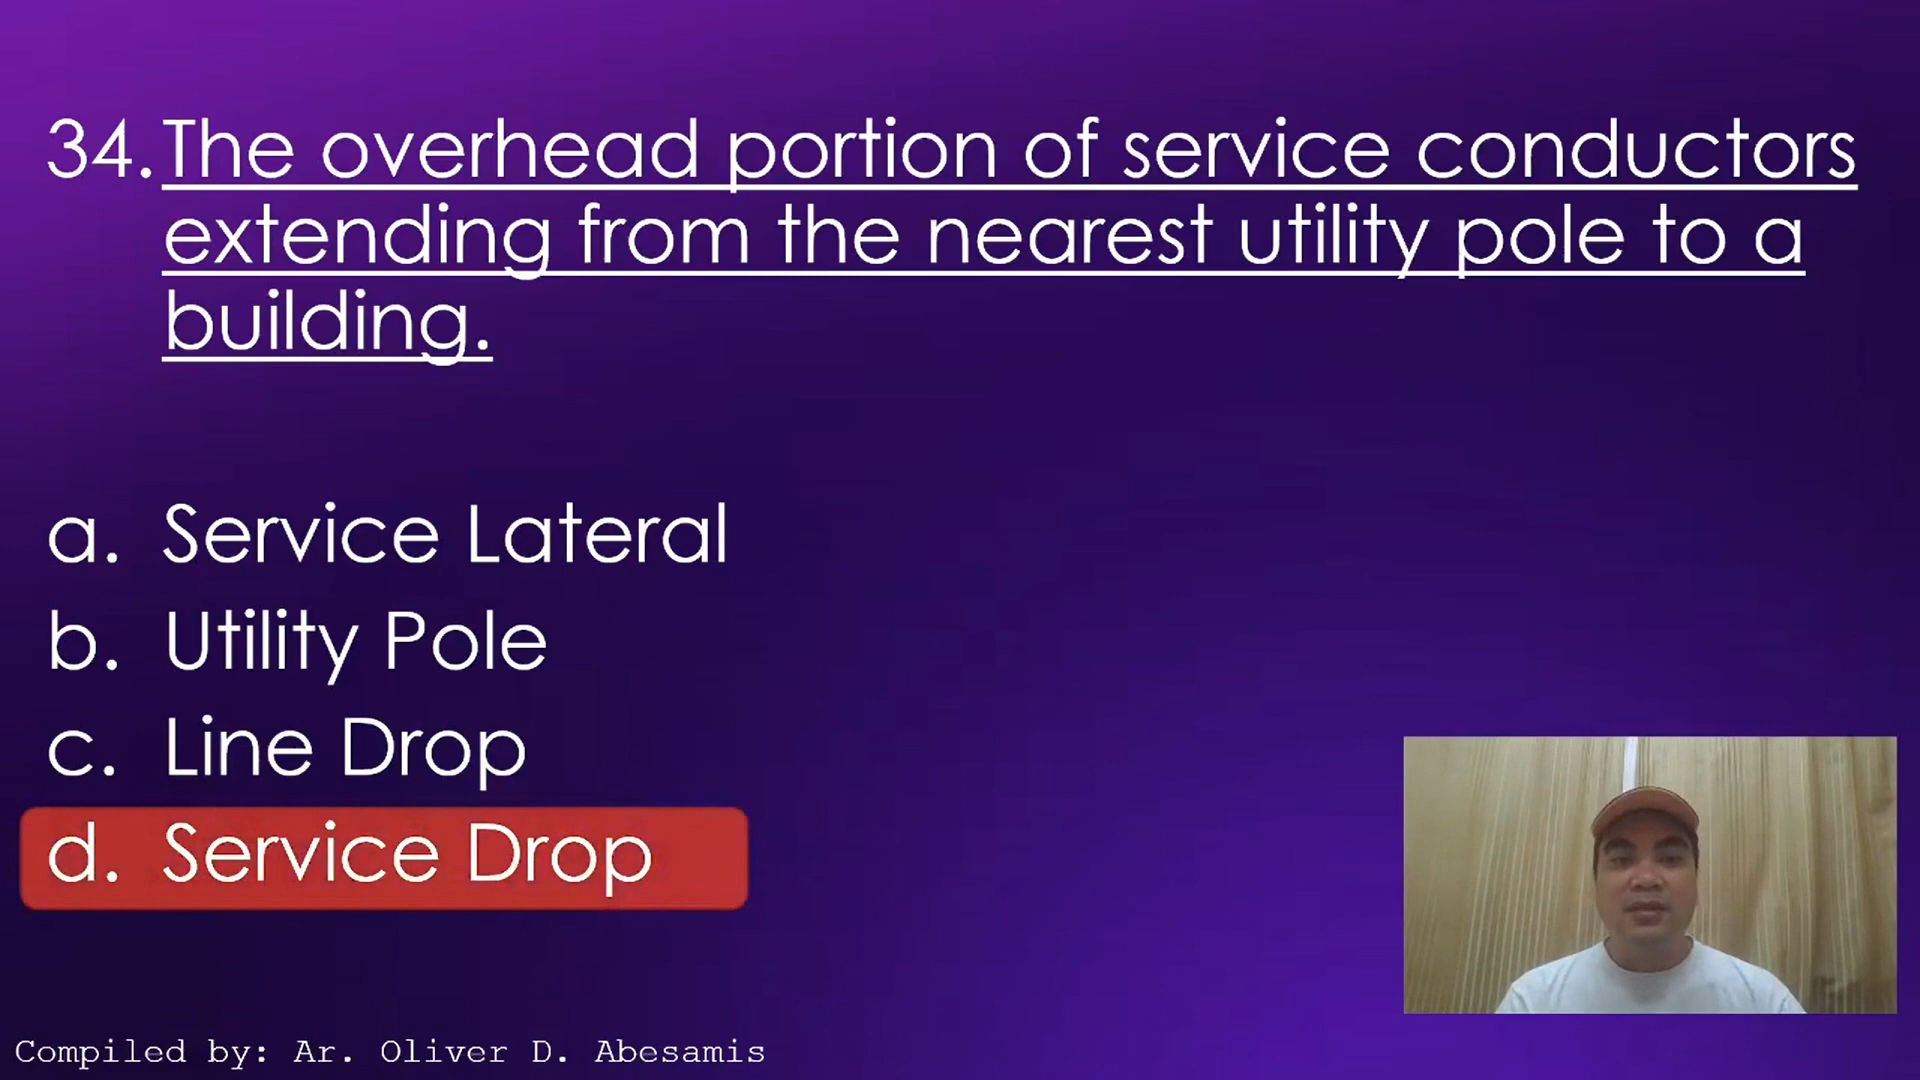 34. The overhead portion of service conductors
extending from the nearest utility pole to a
building.
a. Service Lateral
b. Utility Pole
c. Line Drop
d. Service Drop
Compiled by: Ar. Oliver D. Abesamis